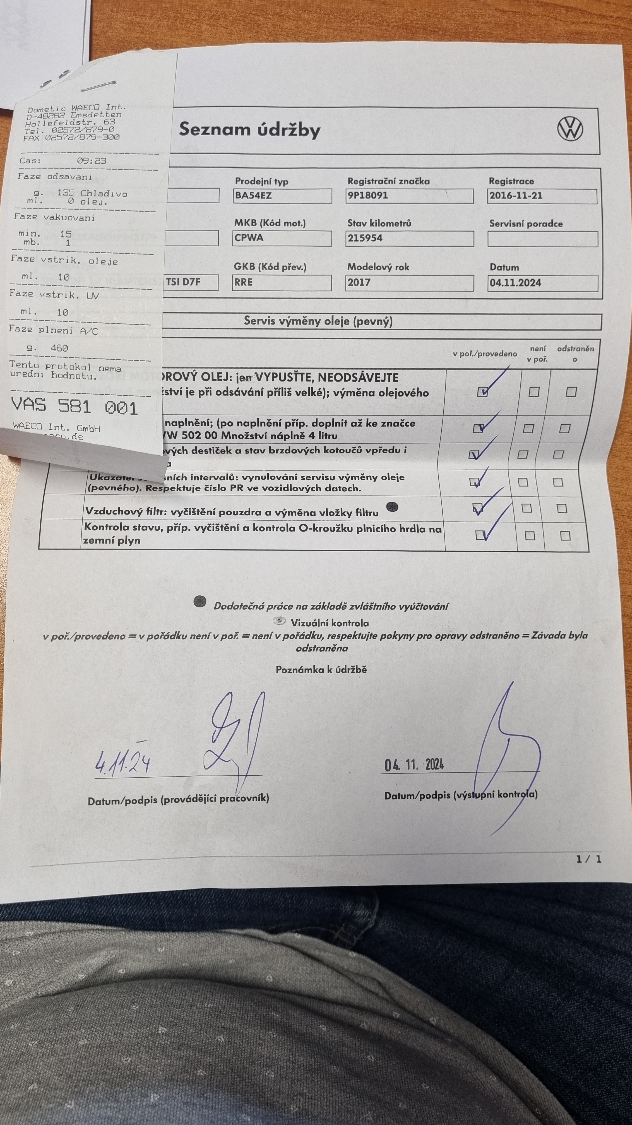 Dometic WAECO Int.
D-48282 Emsdetten
Hollefeldstr. 63
Tel. 02572/879-0
FAX 02572/879-300
Cas: 09:23
Faze odsavani
g. 135 Chladivo
ml. 0 olej.
Faze vakuovani
min. 15
mb. 1
Faze vstrik. oleje
ml. 10
Faze vstrik. UV
ml. 10
Faze plneni A/C
g. 460
Tento protokol nema
uredni hodnotu.
VAS 581 001
WAECO Int. GmbH
.de
Seznam údržby
Prodejní typ
Registrační značka
Registrace
BA54EZ
9P18091
2016-11-21
MKB (Kód mot.)
Stav kilometrů
Servisní poradce
CPWA
215954
GKB (Kód přev.)
Modelový rok
Datum
TSI D7F
RRE
2017
04.11.2024
Servis výměny oleje (pevný)
v poř./provedeno
není v poř.
odstraněn o
OROVÝ OLEJ: jen VYPUSŤTE, NEODSÁVEJTE
ství je při odsávání příliš velké); výměna olejového
naplnění; (po naplnění příp. doplnit až ke značce
/W 502 00 Množství náplně 4 litru
vých destiček a stav brzdových kotoučů vpředu i
a
Ukazatel ních intervalů: vynulování servisu výměny oleje
(pevného). Respektuje číslo PR ve vozidlových datech.
Vzduchový filtr: vyčištění pouzdra a výměna vložky filtru
Kontrola stavu, příp. vyčištění a kontrola O-kroužku plnicího hrdla na
zemní plyn
Dodatečná práce na základě zvláštního vyúčtování
Vizuální kontrola
v poř./provedeno = v pořádku není v poř. = není v pořádku, respektujte pokyny pro opravy odstraněno = Závada byla
odstraněna
Poznámka k údržbě
4.11.24
04. 11. 2024
Datum/podpis (provádějící pracovník)
Datum/podpis (výstupní kontrola)
1 / 1